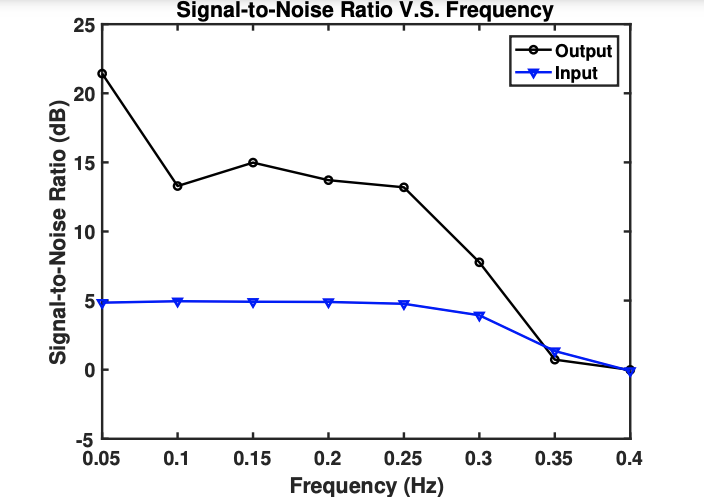 Signal-to-Noise Ratio V.S. Frequency
25
20
15
10
5
0
-5
Signal-to-Noise Ratio (dB)
Output
Input
0.05 0.1 0.15 0.2 0.25 0.3 0.35 0.4
Frequency (Hz)